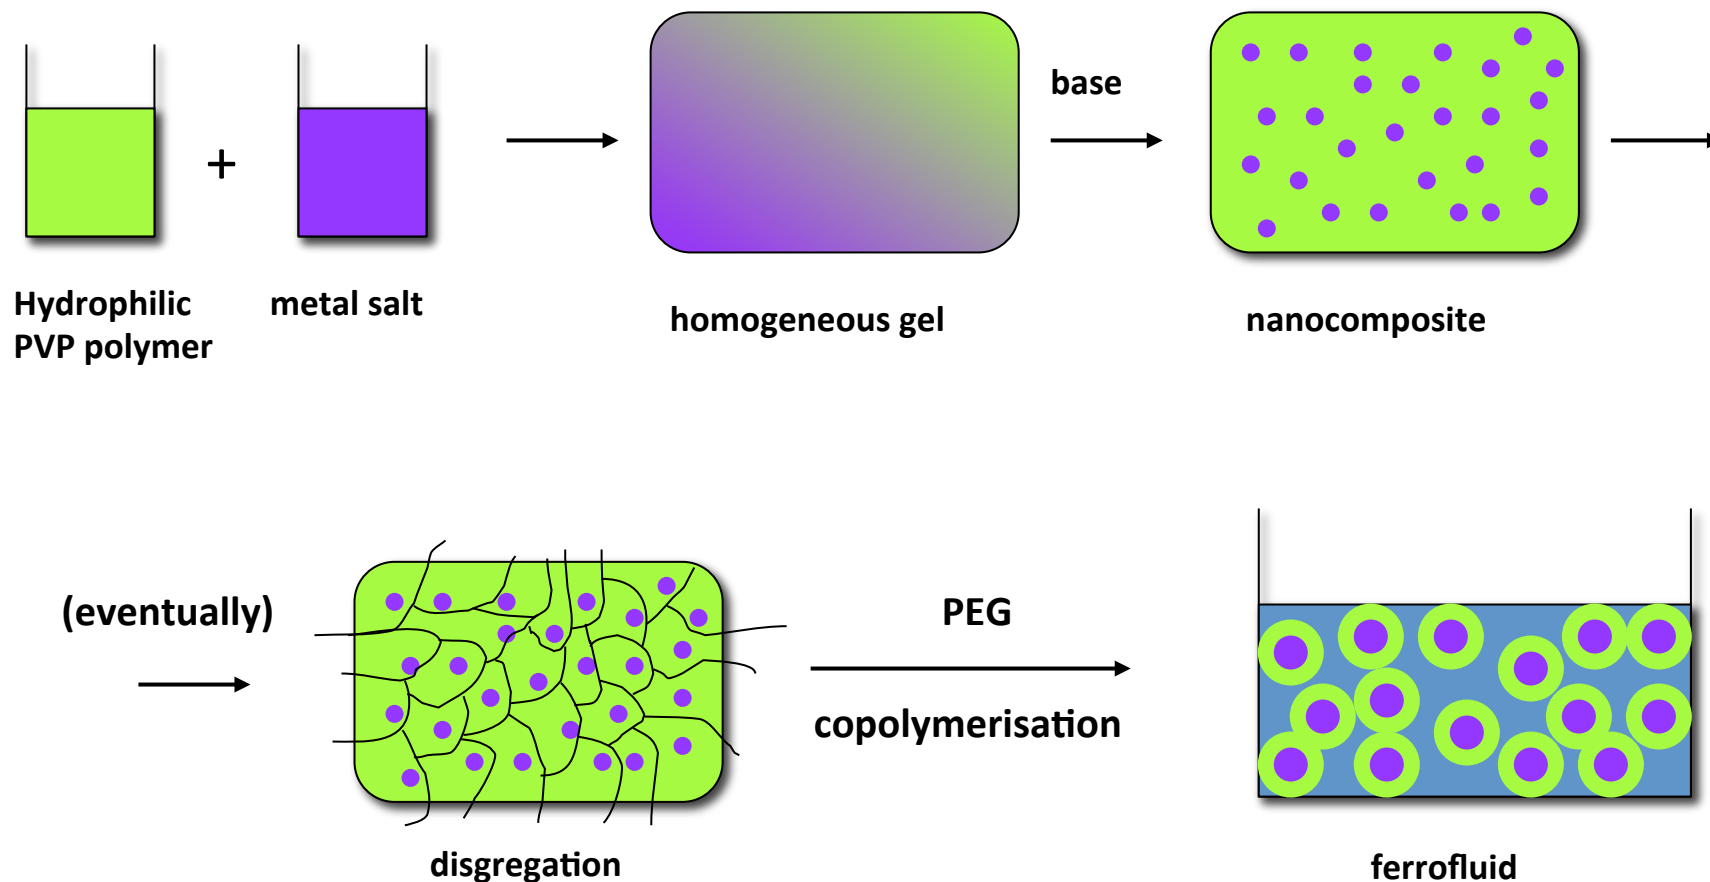 Hydrophilic
PVP polymer
+
metal salt
homogeneous gel
base
nanocomposite
(eventually)
disgregation
PEG
copolymerisation
ferrofluid